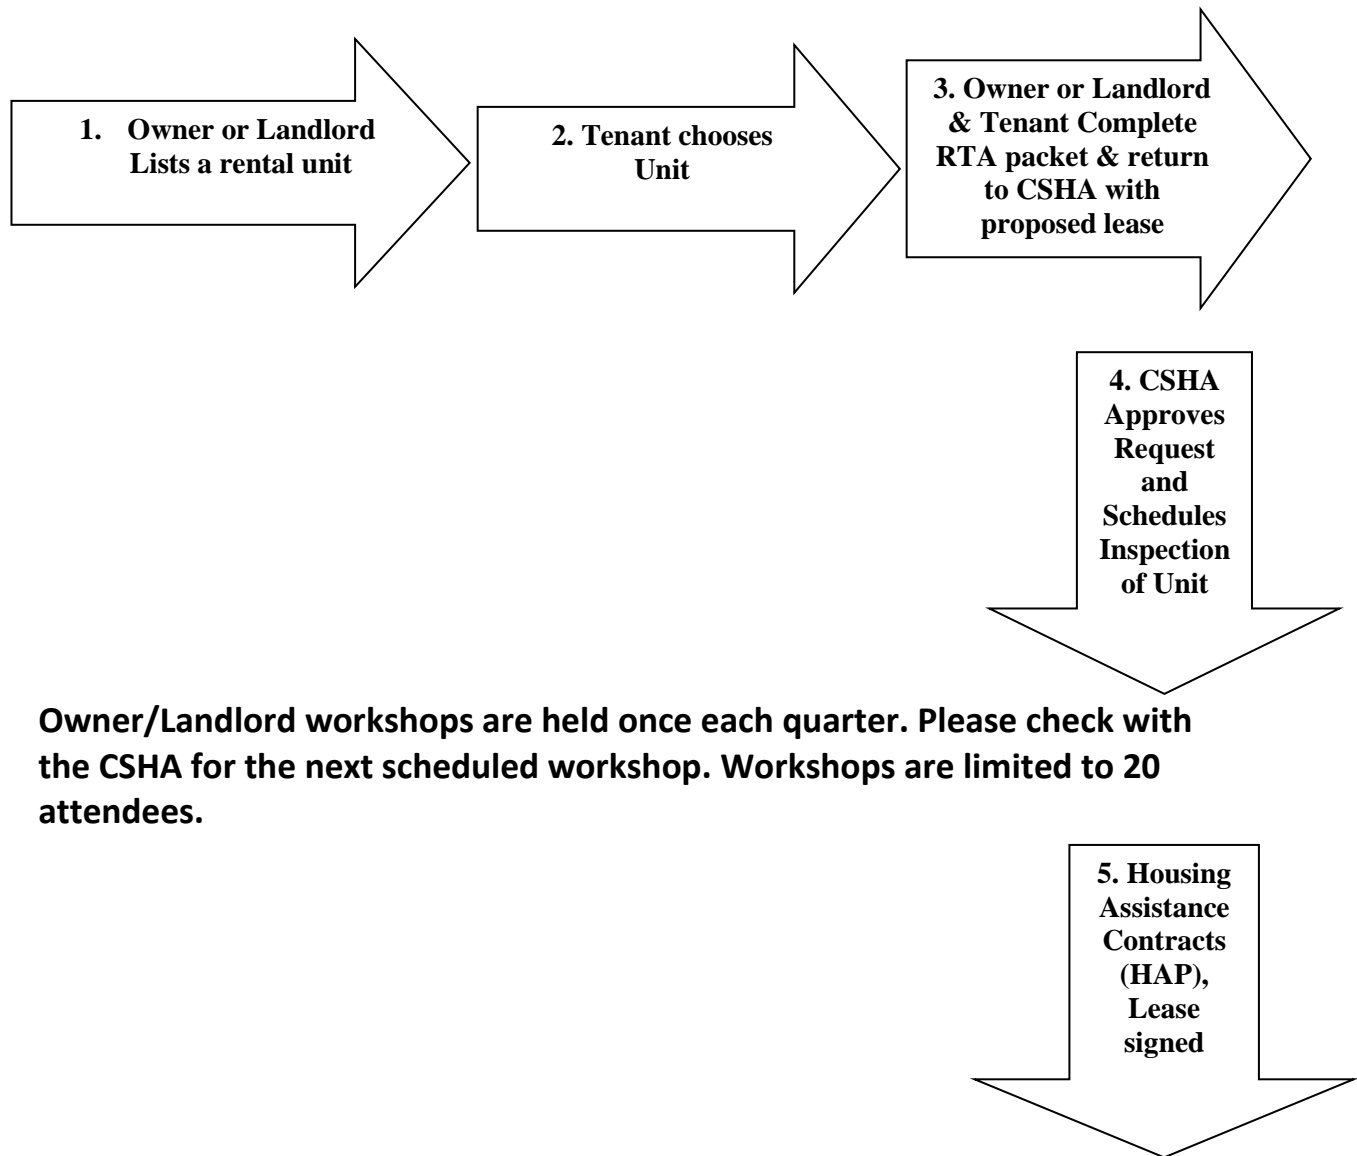 1. Owner or Landlord
Lists a rental unit
2. Tenant chooses
Unit
3. Owner or Landlord
& Tenant Complete
RTA packet & return
to CSHA with
proposed lease
4. CSHA
Approves
Request
and
Schedules
Inspection
of Unit
Owner/Landlord workshops are held once each quarter. Please check with
the CSHA for the next scheduled workshop. Workshops are limited to 20
attendees.
5. Housing
Assistance
Contracts
(HAP),
Lease
signed